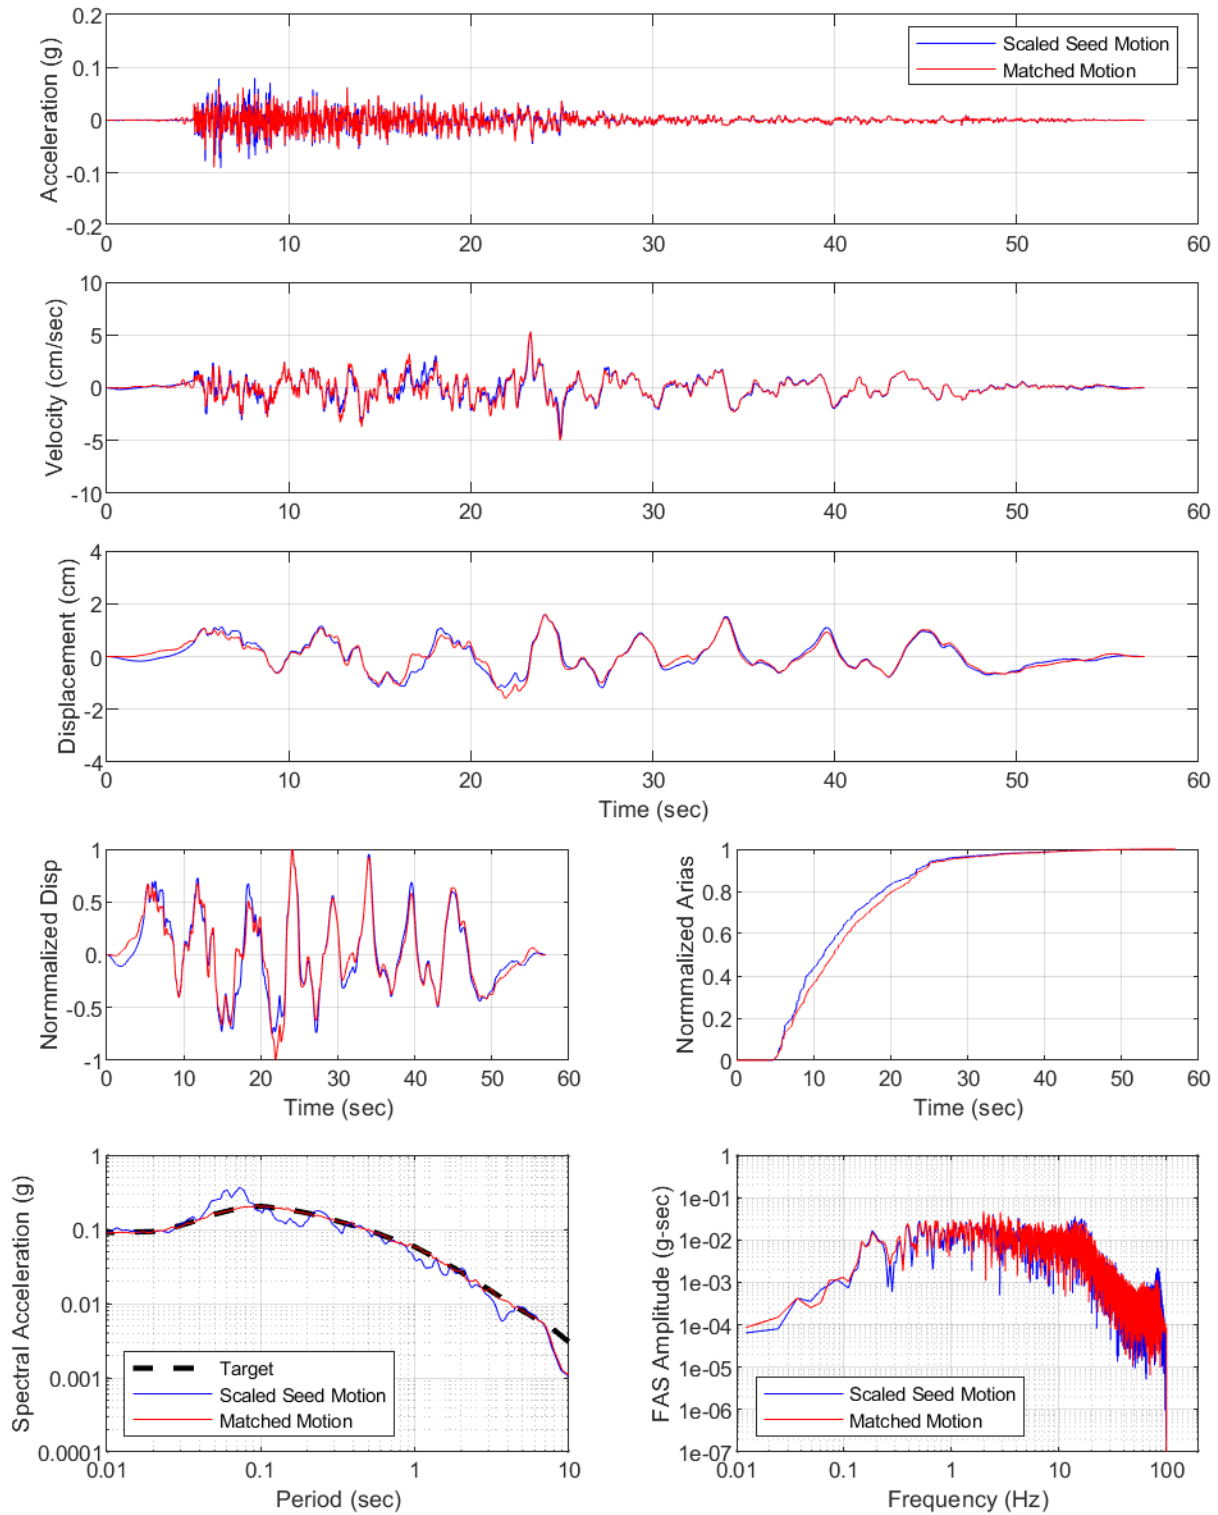 0.2
0.1
0
-0.1
-0.2
Acceleration (g)
Scaled Seed Motion
Matched Motion
0 10 20 30 40 50 60
10
5
0
-5
-10
Velocity (cm/sec)
0 10 20 30 40 50 60
4
2
0
-2
-4
Displacement (cm)
0 10 20 30 40 50 60
Time (sec)
1
0.5
0
-0.5
-1
Normmalized Disp
0 10 20 30 40 50 60
Time (sec)
1
0.8
0.6
0.4
0.2
0
Normmalized Arias
0 10 20 30 40 50 60
Time (sec)
1
0.1
0.01
0.001
0.0001
Spectral Acceleration (g)
Target
Scaled Seed Motion
Matched Motion
0.01 0.1 1 10
Period (sec)
1
1e-01
1e-02
1e-03
1e-04
1e-05
1e-06
1e-07
FAS Amplitude (g-sec)
Scaled Seed Motion
Matched Motion
0.01 0.1 1 10 100
Frequency (Hz)